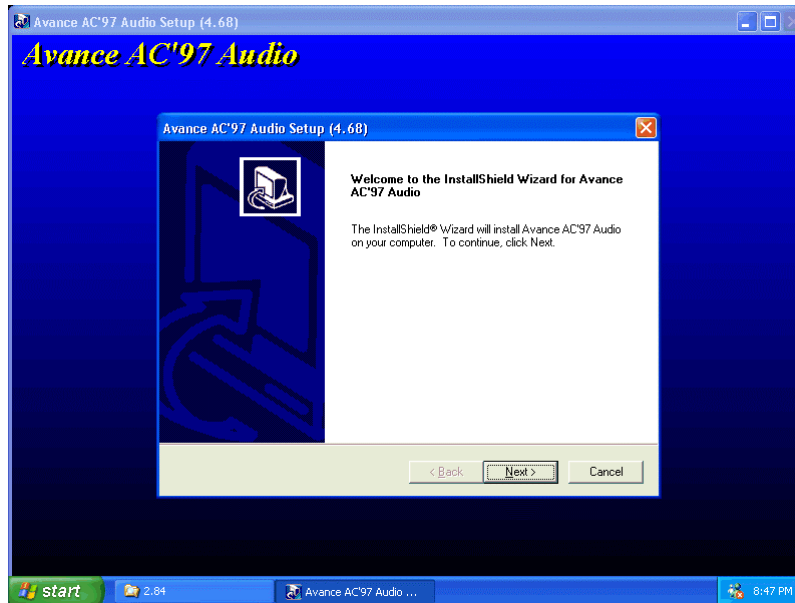 Avance AC'97 Audio Setup (4.68)
Avance AC'97 Audio
Avance AC'97 Audio Setup (4.68)
Welcome to the InstallShield Wizard for Avance
AC'97 Audio
The InstallShield® Wizard will install Avance AC'97 Audio
on your computer. To continue, click Next.
< Back
Next >
Cancel
start
2.84
Avance AC'97 Audio ...
8:47 PM